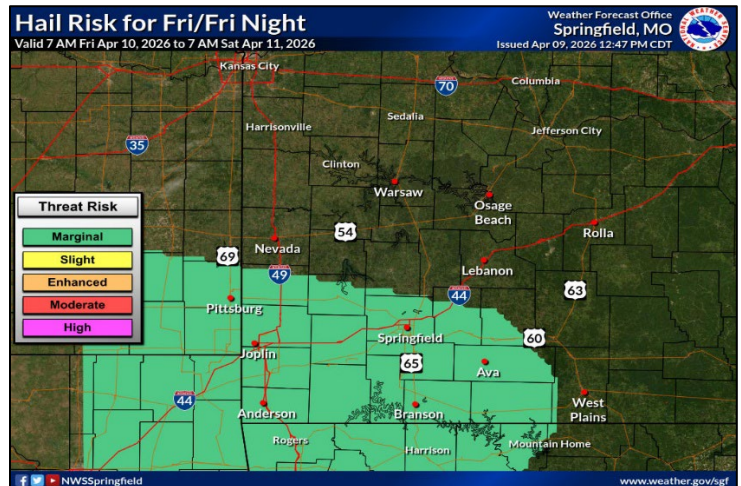 Hail Risk for Fri/Fri Night
Valid 7 AM Fri Apr 10, 2026 to 7 AM Sat Apr 11, 2026
Weather Forecast Office
Springfield, MO
Issued Apr 09, 2026 12:47 PM CDT
Kansas City
70
Columbia
Sedalia
Harrisonville
Jefferson City
35
Clinton
Warsaw
Osage
Beach
Threat Risk
Marginal
Slight
Enhanced
Moderate
High
54
Rolla
Nevada
69
49
Lebanon
63
44
Pittsburg
Springfield
60
Joplin
65
Ava
44
Anderson
Branson
West
Plains
Rogers
Harrison
Mountain Home
NWSSpringfield
www.weather.gov/sgf